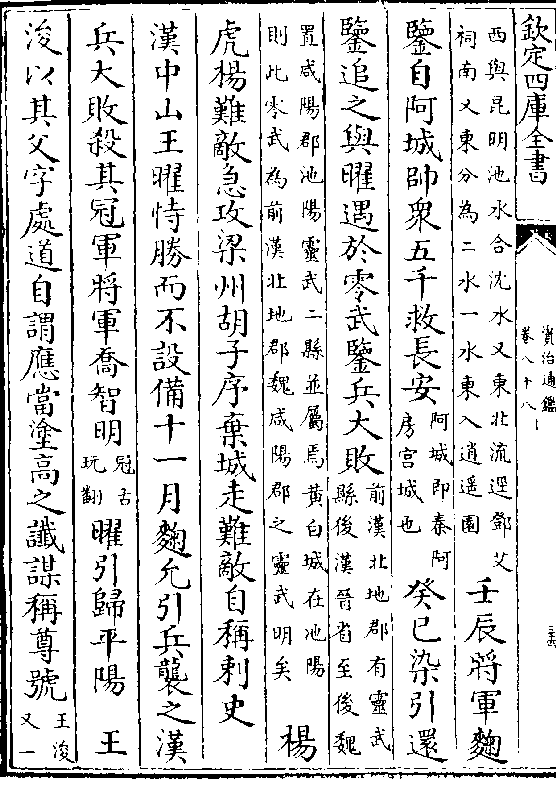 欽定四庫全書
資治通鑑
卷八十八
西與昆明池水合沈水又東北流逕鄧艾
祠南又東分為二水一水東入逍遥園
壬辰將軍麴
鑒自阿城帥衆五千救長安
阿城即秦阿
房宫城也
癸巳染引還
鑒追之與曜遇於零武鑒兵大敗
前漢北地郡有靈武
縣後漢晉省至後魏
置咸陽郡池陽靈武二縣並屬焉黄白城在池陽
則此零武為前漢北地郡魏咸陽郡之靈武明矣
楊
虎楊難敵急攻梁州胡子序棄城走難敵自稱刺史
漢中山王曜恃勝而不設備十一月麴允引兵襲之漢
兵大敗殺其冠軍將軍喬智明
冠古
玩翻
曜引歸平陽
王
浚以其父字處道自謂應當塗高之讖謀稱尊號
王浚
又一